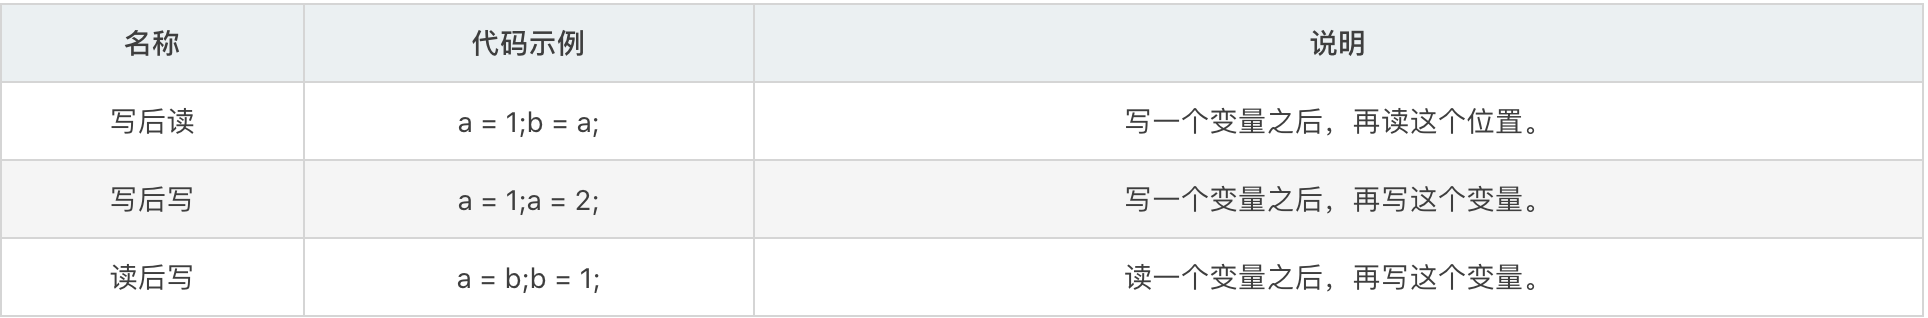 名称 代码示例 说明
写后读 a = 1;b = a; 写一个变量之后，再读这个位置。
写后写 a = 1;a = 2; 写一个变量之后，再写这个变量。
读后写 a = b;b = 1; 读一个变量之后，再写这个变量。